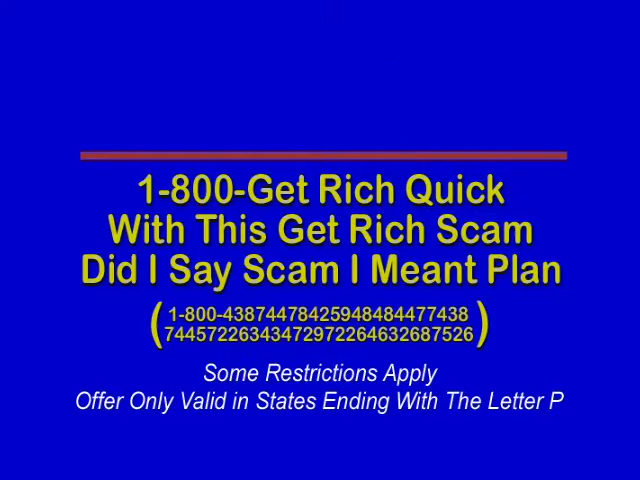 1-800-Get Rich Quick
With This Get Rich Scam
Did I Say Scam I Meant Plan
(1-800-43874478425948484477438
74457226343472972264632687526)
Some Restrictions Apply
Offer Only Valid in States Ending With The Letter P